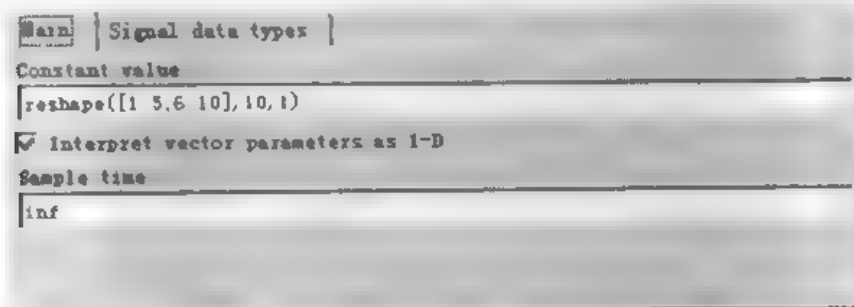 Main Signal data types
Constant value
reshape([1 5,6 10],10,1)
Interpret vector parameters as 1-D
Sample time
inf